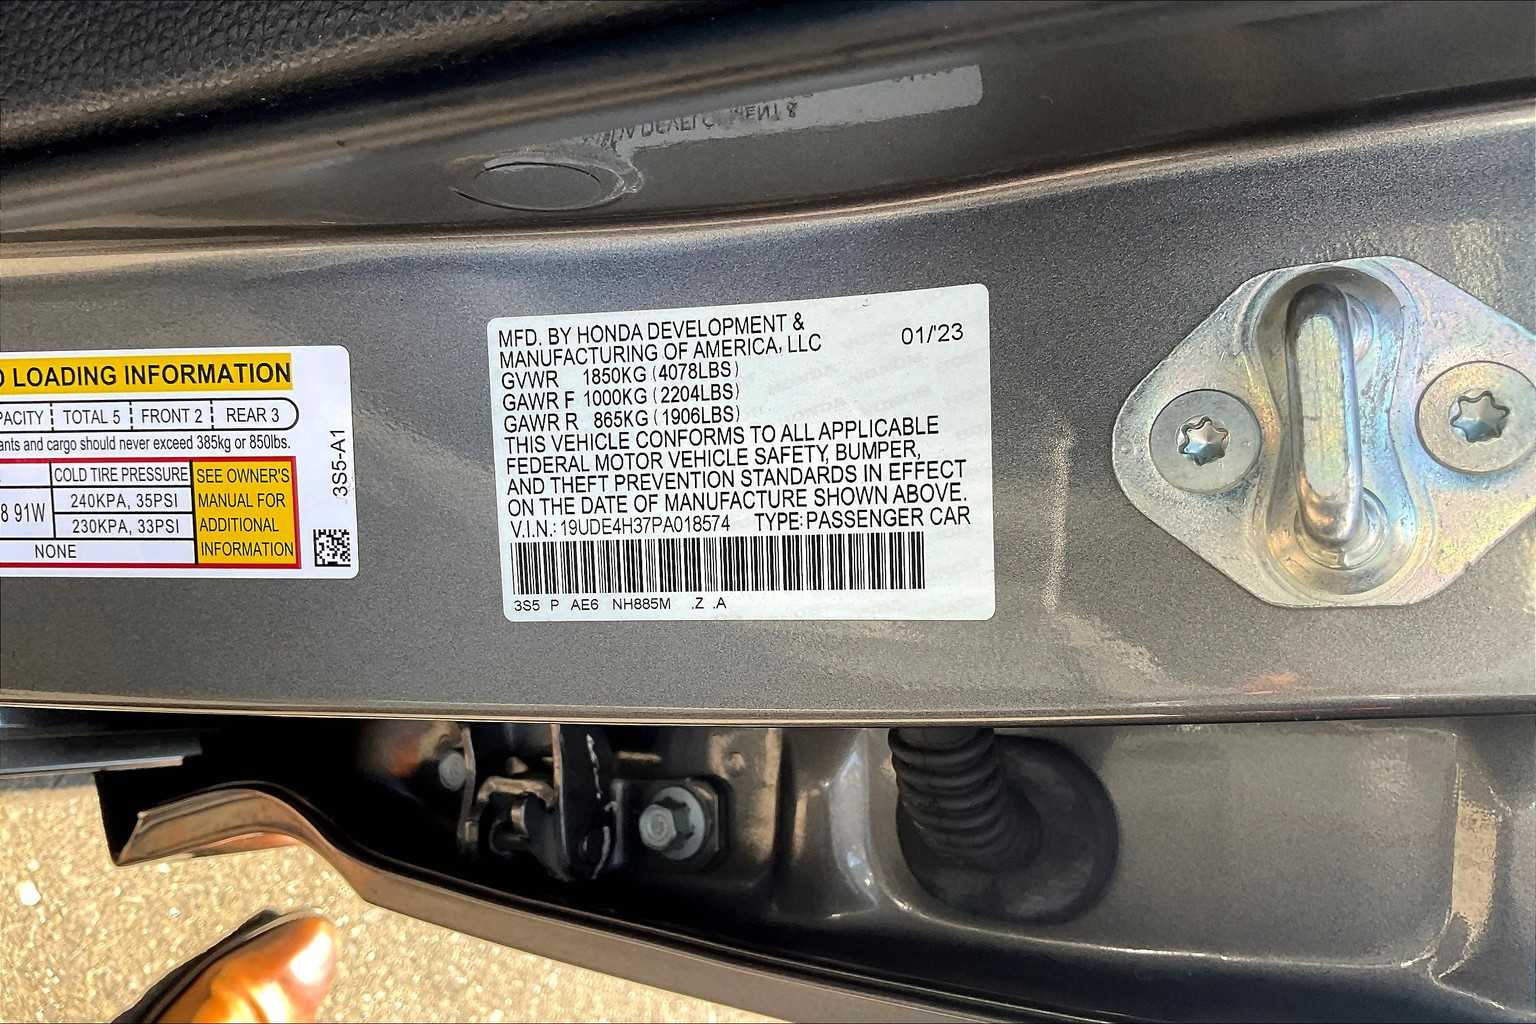 O LOADING INFORMATION
PACITY TOTAL 5 FRONT 2 REAR 3
ants and cargo should never exceed 385kg or 850lbs.
COLD TIRE PRESSURE
8 91W 240KPA, 35PSI
230KPA, 33PSI
NONE
SEE OWNER'S
MANUAL FOR
ADDITIONAL
INFORMATION
3S5-A1
MFD. BY HONDA DEVELOPMENT &
MANUFACTURING OF AMERICA, LLC
01/'23
GVWR 1850KG (4078LBS)
GAWR F 1000KG (2204LBS)
GAWR R 865KG (1906LBS)
THIS VEHICLE CONFORMS TO ALL APPLICABLE
FEDERAL MOTOR VEHICLE SAFETY, BUMPER,
AND THEFT PREVENTION STANDARDS IN EFFECT
ON THE DATE OF MANUFACTURE SHOWN ABOVE.
V.I.N.: 19UDE4H37PA018574 TYPE: PASSENGER CAR
3S5 P AE6 NH885M .Z .A